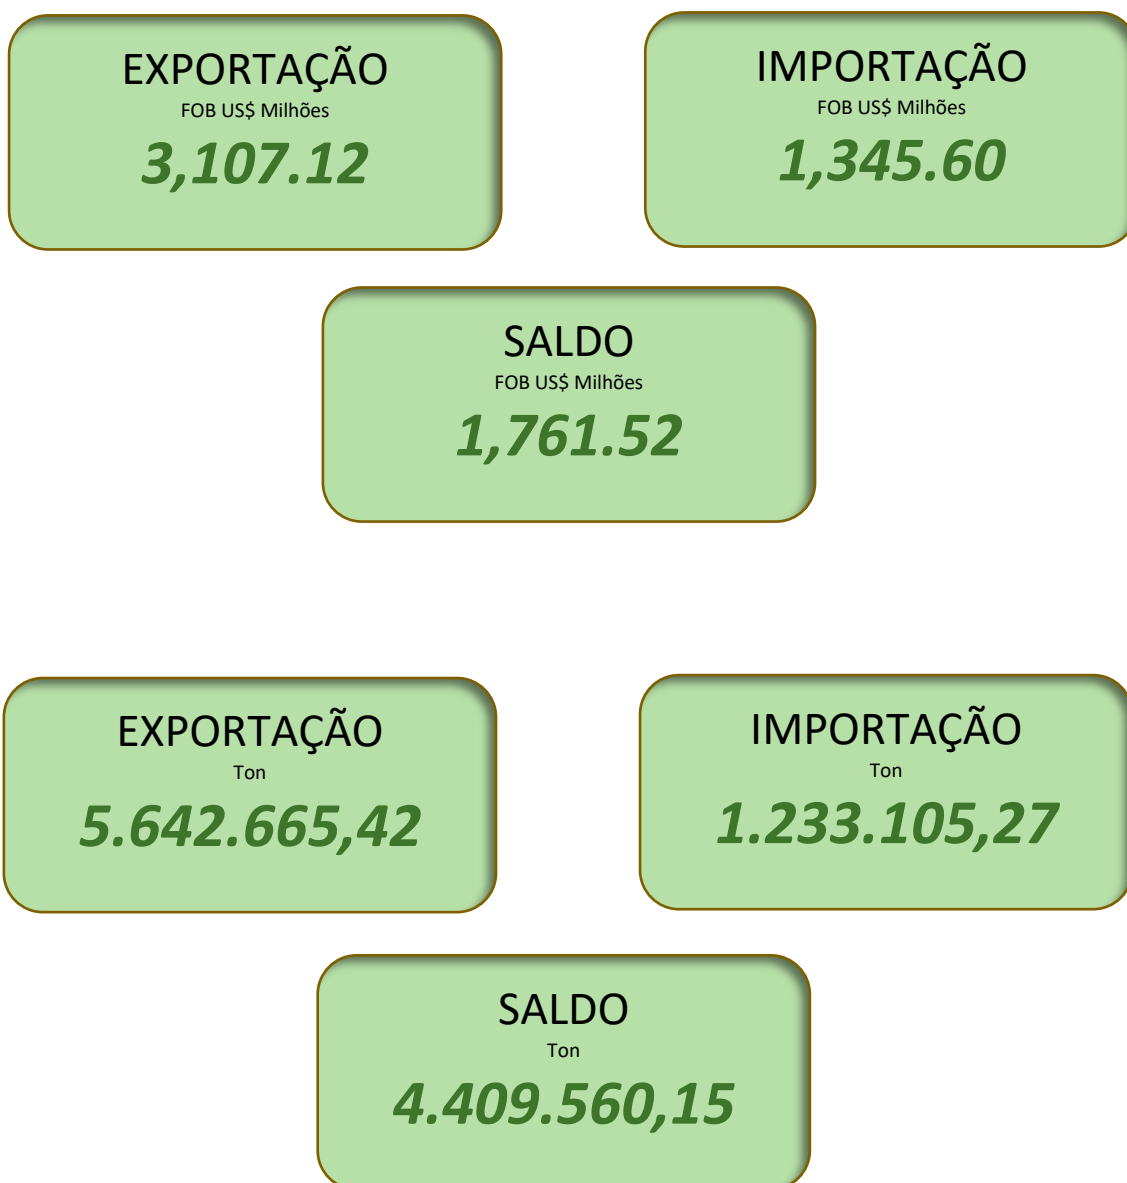 EXPORTAÇÃO
FOB US$ Milhões
3,107.12
IMPORTAÇÃO
FOB US$ Milhões
1,345.60
SALDO
FOB US$ Milhões
1,761.52
EXPORTAÇÃO
Ton
5.642.665,42
IMPORTAÇÃO
Ton
1.233.105,27
SALDO
Ton
4.409.560,15